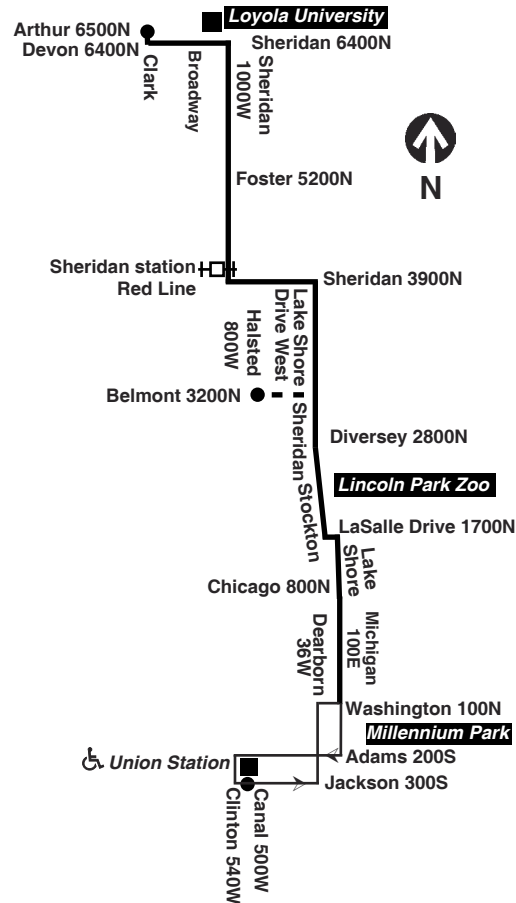 Loyola University
Arthur 6500N
Devon 6400N
Sheridan 6400N
Clark
Broadway
Sheridan
1000W
N
Foster 5200N
Sheridan station
Red Line
Sheridan 3900N
Lake Shore
Drive West
Halsted
800W
Belmont 3200N
Sheridan
Diversey 2800N
Stockton
Lincoln Park Zoo
LaSalle Drive 1700N
Lake
Shore
Chicago 800N
Dearborn
36W
Michigan
100E
Washington 100N
Millennium Park
Union Station
Adams 200S
Jackson 300S
Canal 500W
Clinton 540W